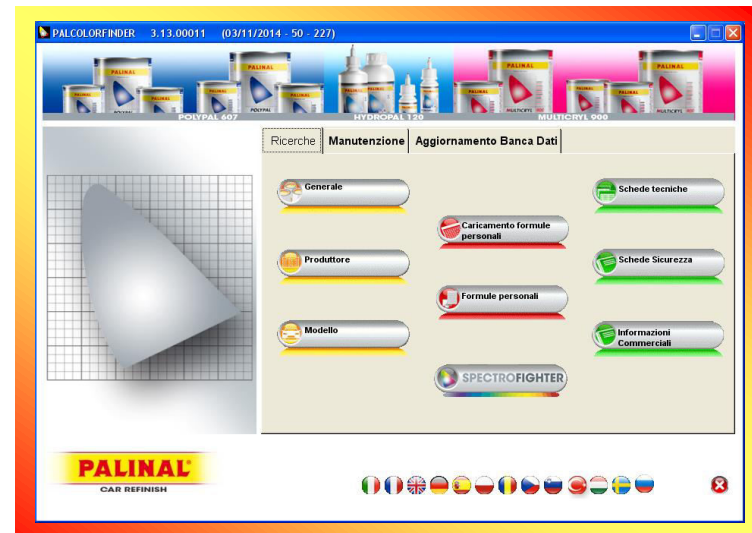 PALCOLORFINDER 3.13.00011 (03/11/2014 - 50 - 227)
PALINAL
PALINAL
PALINAL
PALINAL
POLYPAL 607
HYDROPAL 120
MULTICRYL 900
Ricerche Manutenzione Aggiornamento Banca Dati
Generale
Schede tecniche
Caricamento formule
personali
Produttore
Schede Sicurezza
Formule personali
Modello
Informazioni
Commerciali
SPECTROFIGHTER
PALINAL
CAR REFINISH